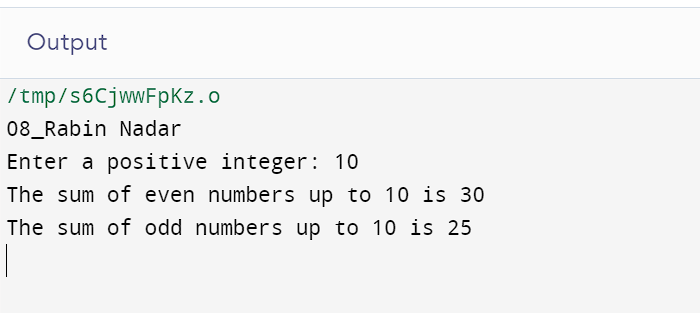 Output
/tmp/s6CjwwFpKz.o
08_Rabin Nadar
Enter a positive integer: 10
The sum of even numbers up to 10 is 30
The sum of odd numbers up to 10 is 25